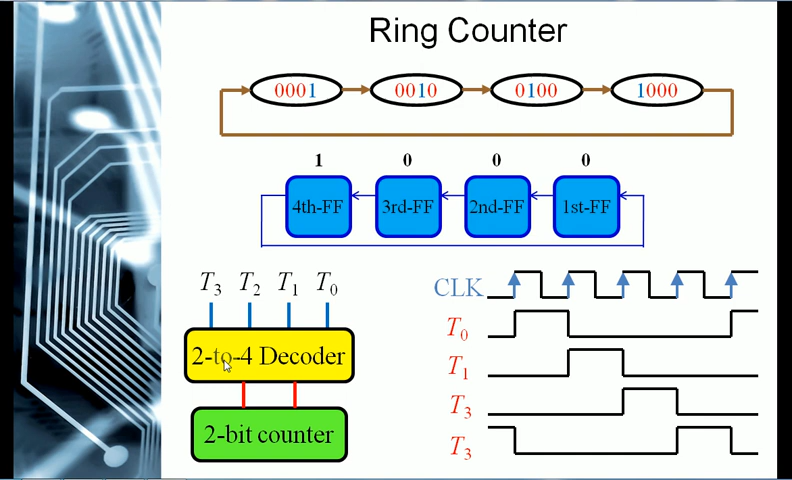 Ring Counter
0001 0010 0100 1000
1 0 0 0
4th-FF 3rd-FF 2nd-FF 1st-FF
T3 T2 T1 T0
2-to-4 Decoder
2-bit counter
CLK
T0
T1
T3
T3